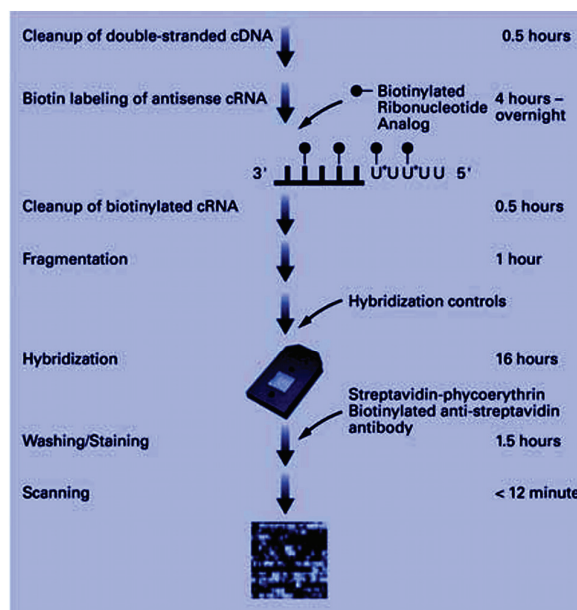 Cleanup of double-stranded cDNA 0.5 hours
Biotin labeling of antisense cRNA
Biotinylated
Ribonucleotide
Analog
4 hours –
overnight
3' U*UU*UU 5'
Cleanup of biotinylated cRNA 0.5 hours
Fragmentation 1 hour
Hybridization controls
Hybridization 16 hours
Streptavidin-phycoerythrin
Biotinylated anti-streptavidin
antibody
Washing/Staining 1.5 hours
Scanning < 12 minute